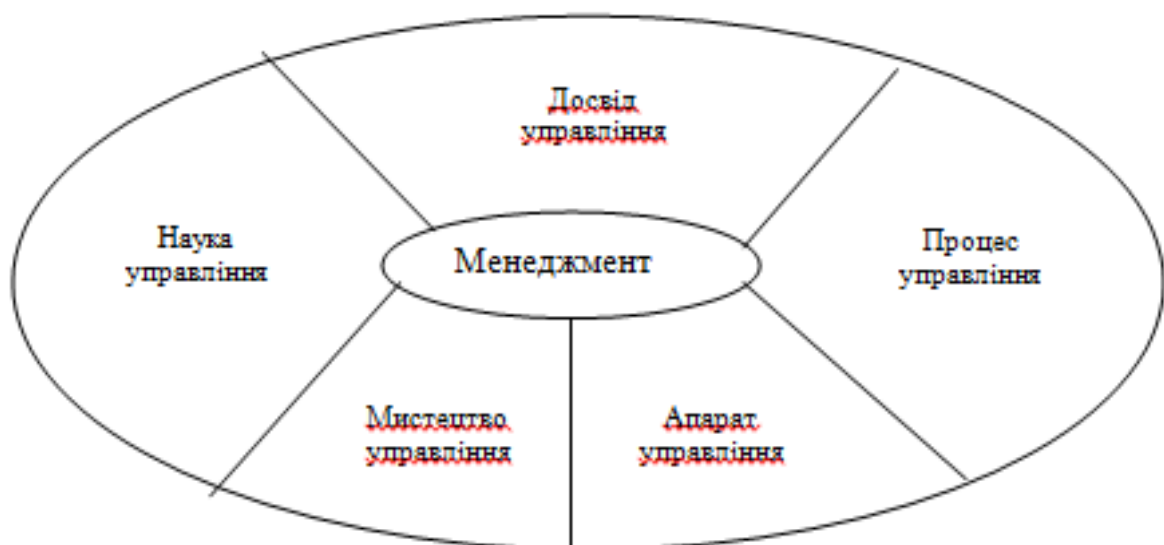 Досвід
управління
Наука
управління
Менеджмент
Процес
управління
Мистецтво
управління
Апарат
управління